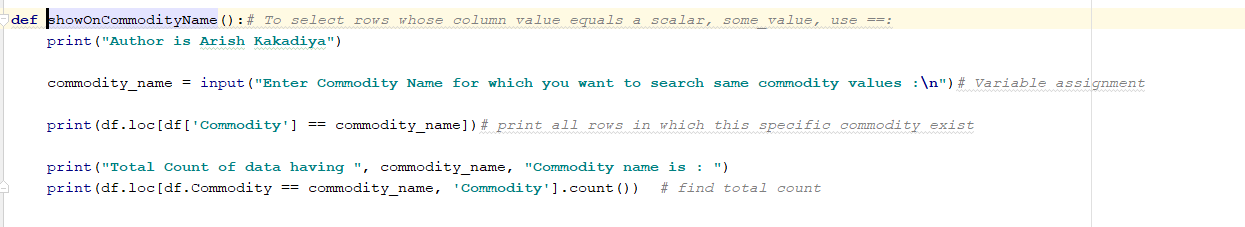 def showOnCommodityName():# To select rows whose column value equals a scalar, some_value, use ==:
    print("Author is Arish Kakadiya")
    commodity_name = input("Enter Commodity Name for which you want to search same commodity values :\n")# Variable assignment
    print(df.loc[df['Commodity'] == commodity_name])# print all rows in which this specific commodity exist
    print("Total Count of data having ", commodity_name, "Commodity name is : ")
    print(df.loc[df.Commodity == commodity_name, 'Commodity'].count())  # find total count